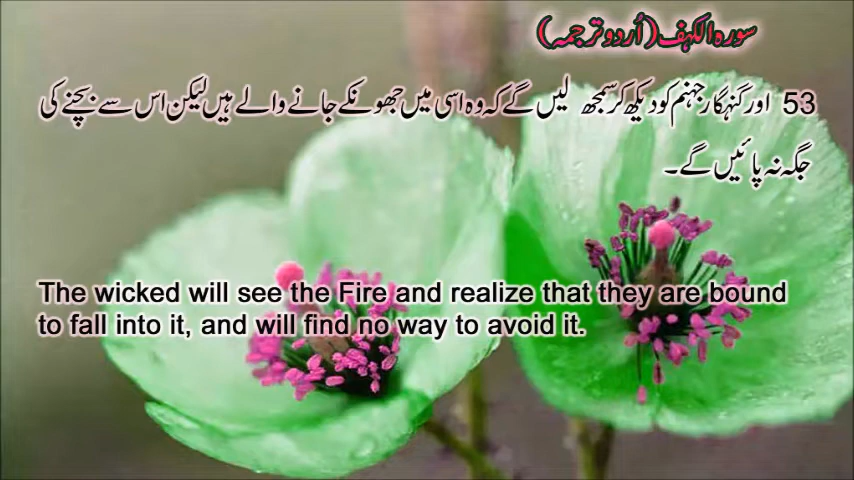 سورہ الکہف (اُردو ترجمہ)
53 اور گنہگار جہنم کو دیکھ کر سمجھ لیں گے کہ وہ اسی میں جھونکے جانے والے ہیں لیکن اس سے بچنے کی
جگہ نہ پائیں گے۔
The wicked will see the Fire and realize that they are bound
to fall into it, and will find no way to avoid it.